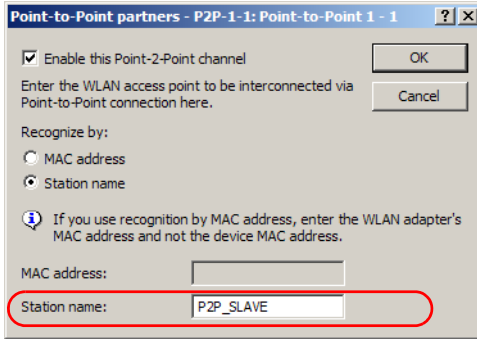 Point-to-Point partners - P2P-1-1: Point-to-Point 1 - 1
Enable this Point-2-Point channel
OK
Enter the WLAN access point to be interconnected via
Point-to-Point connection here.
Cancel
Recognize by:
MAC address
Station name
If you use recognition by MAC address, enter the WLAN adapter's
MAC address and not the device MAC address.
MAC address:
Station name: P2P_SLAVE